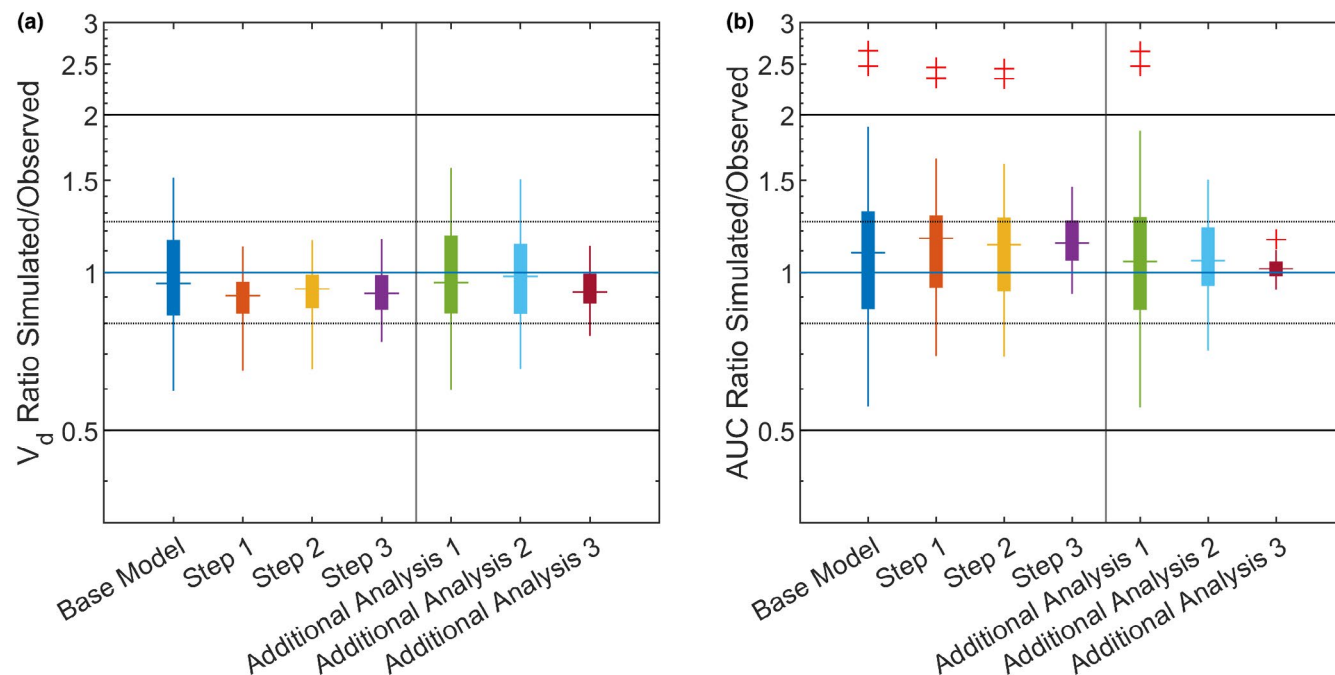 (a)
V_d Ratio Simulated/Observed
3
2.5
2
1.5
1
0.5
Base Model
Step 1
Step 2
Step 3
Additional Analysis 1
Additional Analysis 2
Additional Analysis 3
(b)
AUC Ratio Simulated/Observed
3
2.5
2
1.5
1
0.5
Base Model
Step 1
Step 2
Step 3
Additional Analysis 1
Additional Analysis 2
Additional Analysis 3